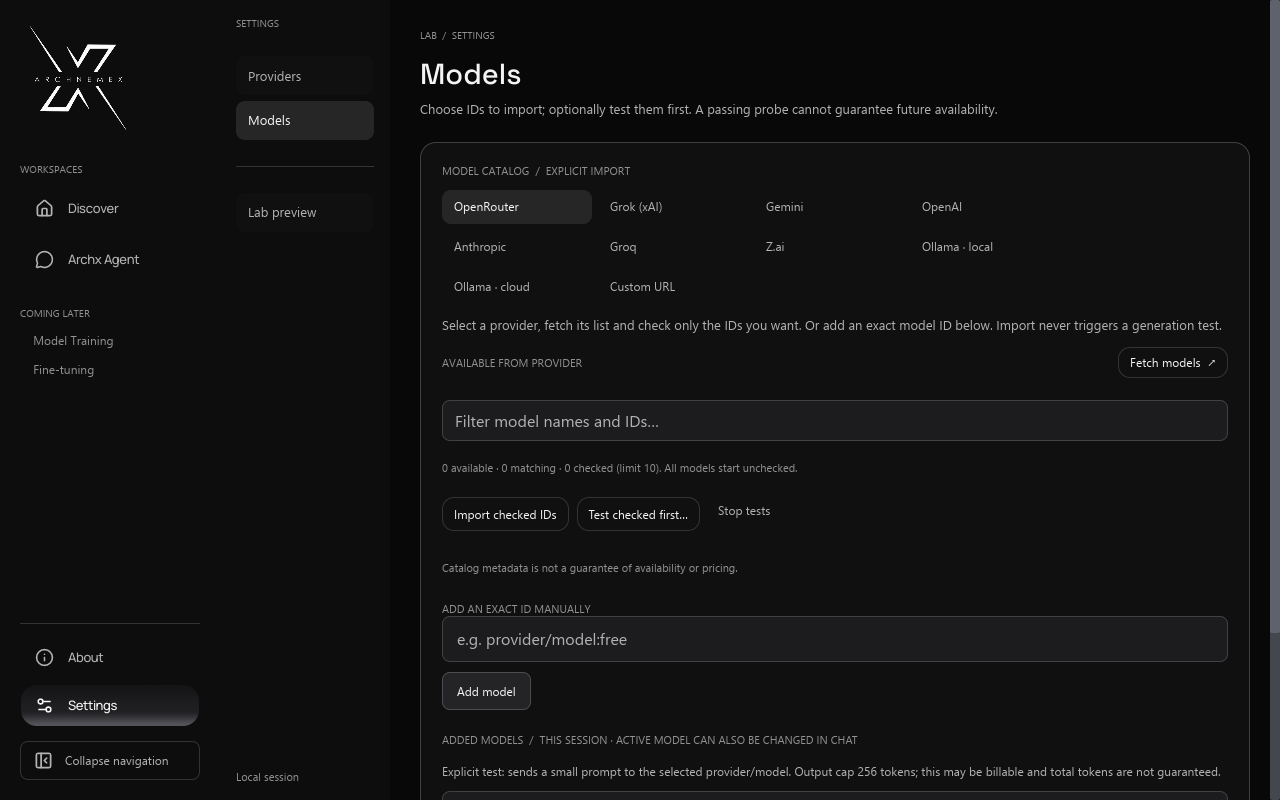 ARCHNEMEX
WORKSPACES
Discover
Archx Agent
COMING LATER
Model Training
Fine-tuning
About
Settings
Collapse navigation
SETTINGS
Providers
Models
Lab preview
Local session
LAB / SETTINGS
Models
Choose IDs to import; optionally test them first. A passing probe cannot guarantee future availability.
MODEL CATALOG / EXPLICIT IMPORT
OpenRouter Grok (xAI) Gemini OpenAI
Anthropic Groq Z.ai Ollama · local
Ollama · cloud Custom URL
Select a provider, fetch its list and check only the IDs you want. Or add an exact model ID below. Import never triggers a generation test.
AVAILABLE FROM PROVIDER Fetch models ↗
Filter model names and IDs...
0 available · 0 matching · 0 checked (limit 10). All models start unchecked.
Import checked IDs Test checked first... Stop tests
Catalog metadata is not a guarantee of availability or pricing.
ADD AN EXACT ID MANUALLY
e.g. provider/model:free
Add model
ADDED MODELS / THIS SESSION · ACTIVE MODEL CAN ALSO BE CHANGED IN CHAT
Explicit test: sends a small prompt to the selected provider/model. Output cap 256 tokens; this may be billable and total tokens are not guaranteed.